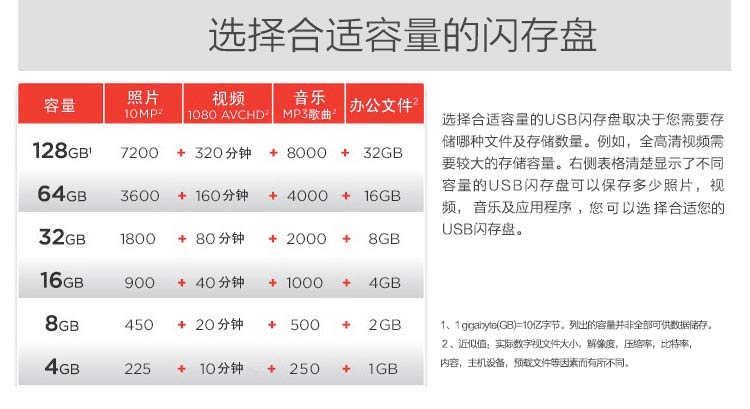 选择合适容量的闪存盘
容量 照片 10MP² 视频 1080 AVCHD² 音乐 MP3歌曲² 办公文件²
128GB¹ 7200 + 320分钟 + 8000 + 32GB
64GB 3600 + 160分钟 + 4000 + 16GB
32GB 1800 + 80分钟 + 2000 + 8GB
16GB 900 + 40分钟 + 1000 + 4GB
8GB 450 + 20分钟 + 500 + 2GB
4GB 225 + 10分钟 + 250 + 1GB
选择合适容量的USB闪存盘取决于您需要存
储哪种文件及存储数量。例如，全高清视频需
要较大的存储容量。右侧表格清楚显示了不同
容量的USB闪存盘可以保存多少照片，视
频，音乐及应用程序，您可以选择合适您的
USB闪存盘。
1、1 gigabyte(GB)=10亿字节。列出的容量并非全部可供数据储存。
2、近似值；实际数字视文件大小，解像度，压缩率，比特率，
内容，主机设备，预载文件等因素而有所不同。